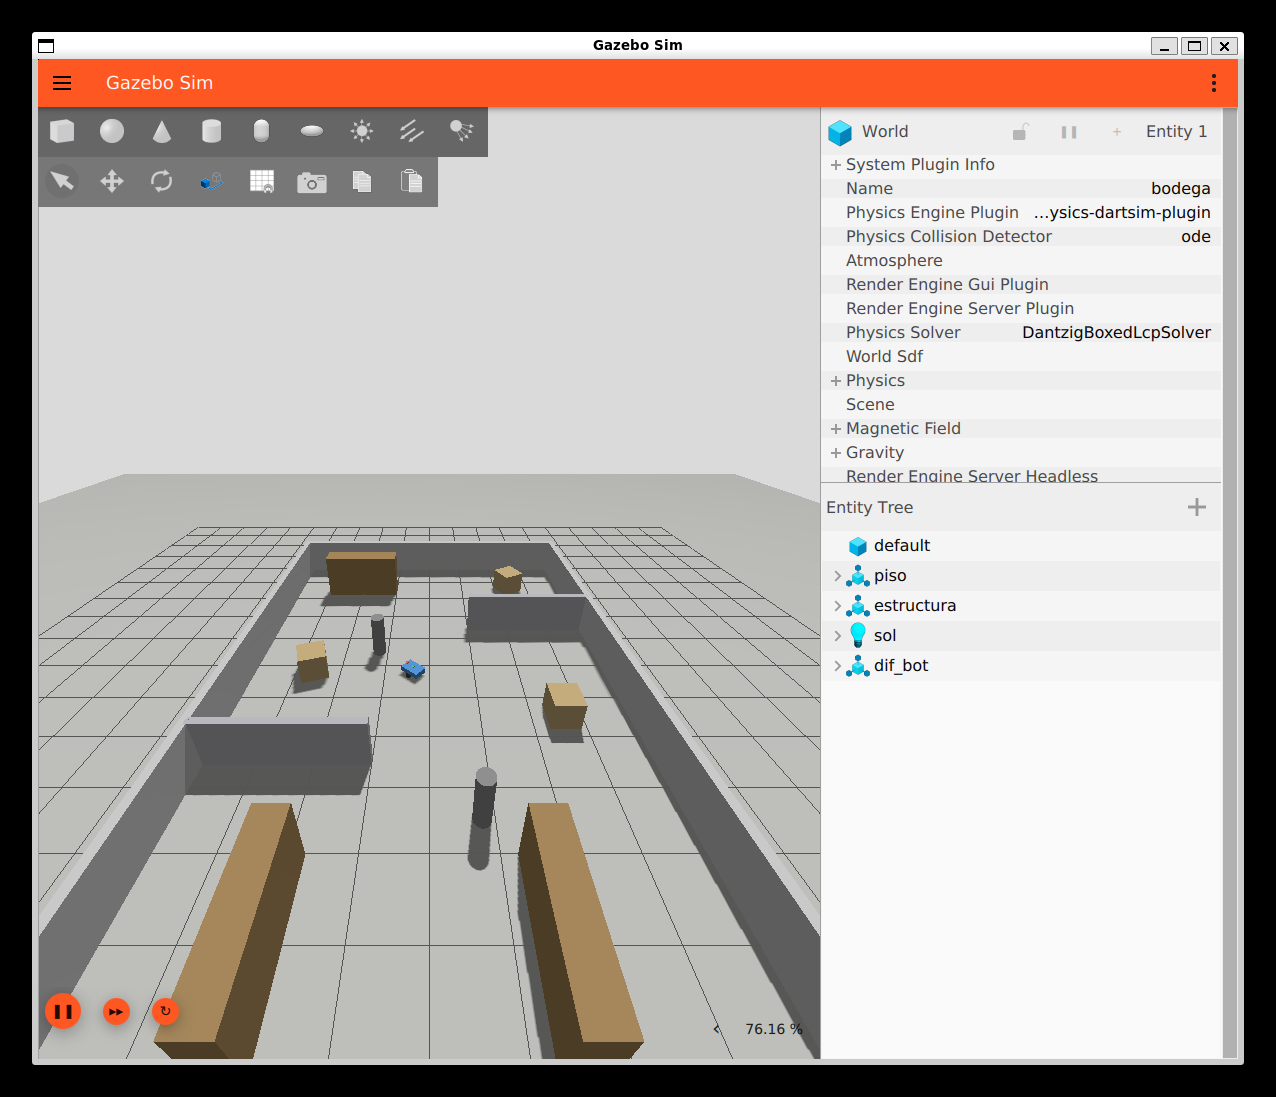 Gazebo Sim
Gazebo Sim
World Entity 1
System Plugin Info
Name bodega
Physics Engine Plugin ...ysics-dartsim-plugin
Physics Collision Detector ode
Atmosphere
Render Engine Gui Plugin
Render Engine Server Plugin
Physics Solver DantzigBoxedLcpSolver
World Sdf
Physics
Scene
Magnetic Field
Gravity
Render Engine Server Headless
Entity Tree
default
piso
estructura
sol
dif_bot
76.16 %